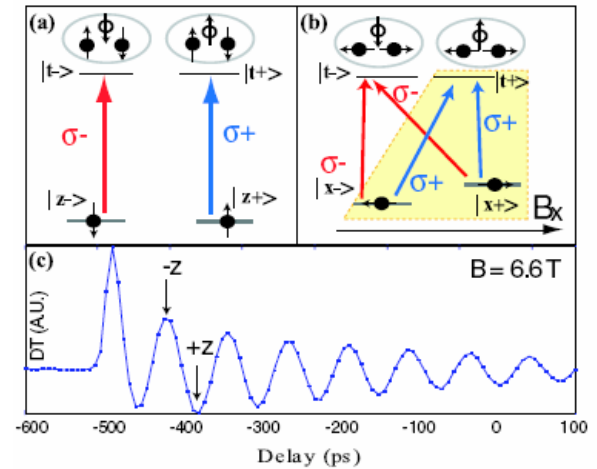 (a)
|t->
|t+>
σ-
σ+
|z->
|z+>
(b)
|t->
|t+>
σ-
σ+
σ-
σ+
|x->
|x+>
Bx
(c)
-z
+z
B = 6.6 T
DT (A.U.)
-600 -500 -400 -300 -200 -100 0 100
Delay (ps)